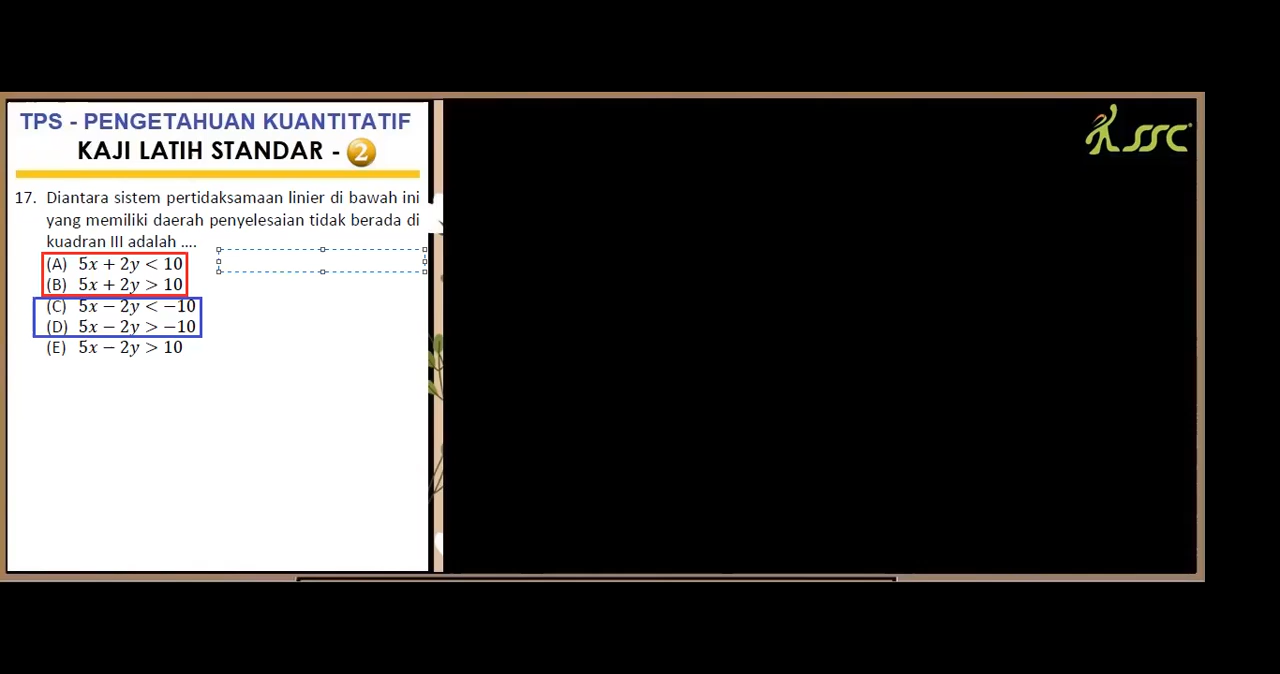 TPS - PENGETAHUAN KUANTITATIF
KAJI LATIH STANDAR - 2
17. Diantara sistem pertidaksamaan linier di bawah ini
yang memiliki daerah penyelesaian tidak berada di
kuadran III adalah ....
(A) 5x + 2y < 10
(B) 5x + 2y > 10
(C) 5x − 2y < −10
(D) 5x − 2y > −10
(E) 5x − 2y > 10
SSC